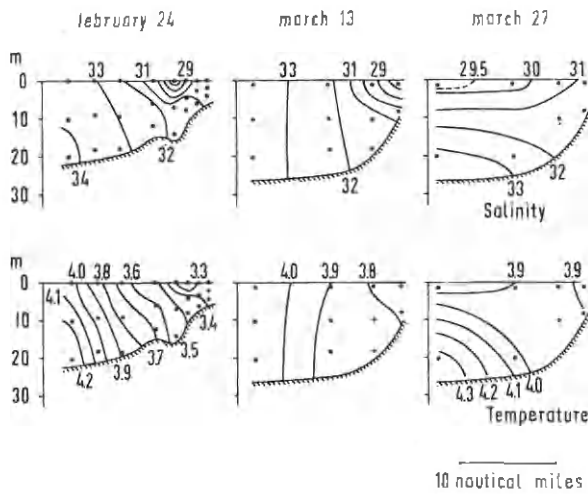 february 24 march 13 march 27
m
33 31 29 33 31 29 29.5 30 31
0
10
20
30
34 32 32 33 32
Salinity
m
4.0 3.8 3.6 3.3 4.0 3.9 3.8 3.9 3.9
0
4.1
10
20
30
4.2 3.9 3.7 3.5 3.4 4.3 4.2 4.1 4.0
Temperature
10 nautical miles